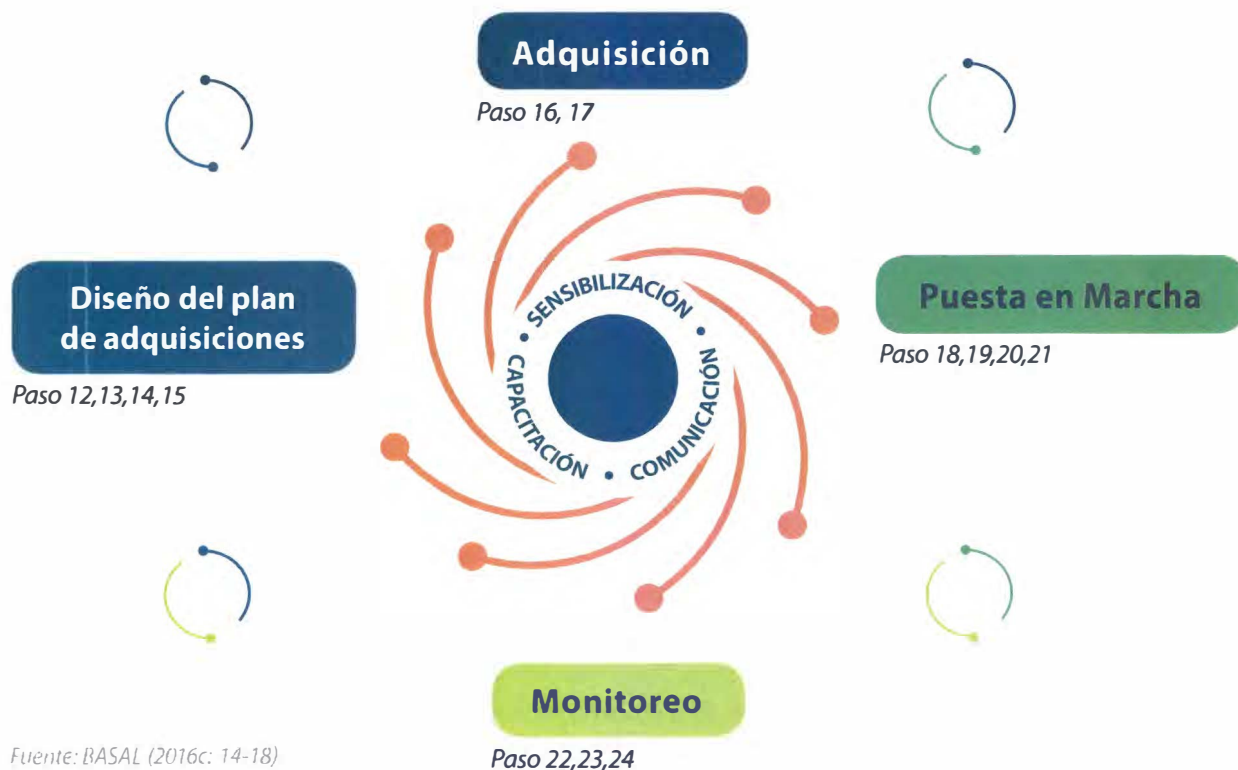 Adquisición
Paso 16, 17
Diseño del plan
de adquisiciones
Paso 12,13,14,15
• SENSIBILIZACIÓN •
COMUNICACIÓN •
CAPACITACIÓN
Puesta en Marcha
Paso 18,19,20,21
Monitoreo
Paso 22,23,24
Fuente: BASAL (2016c: 14-18)